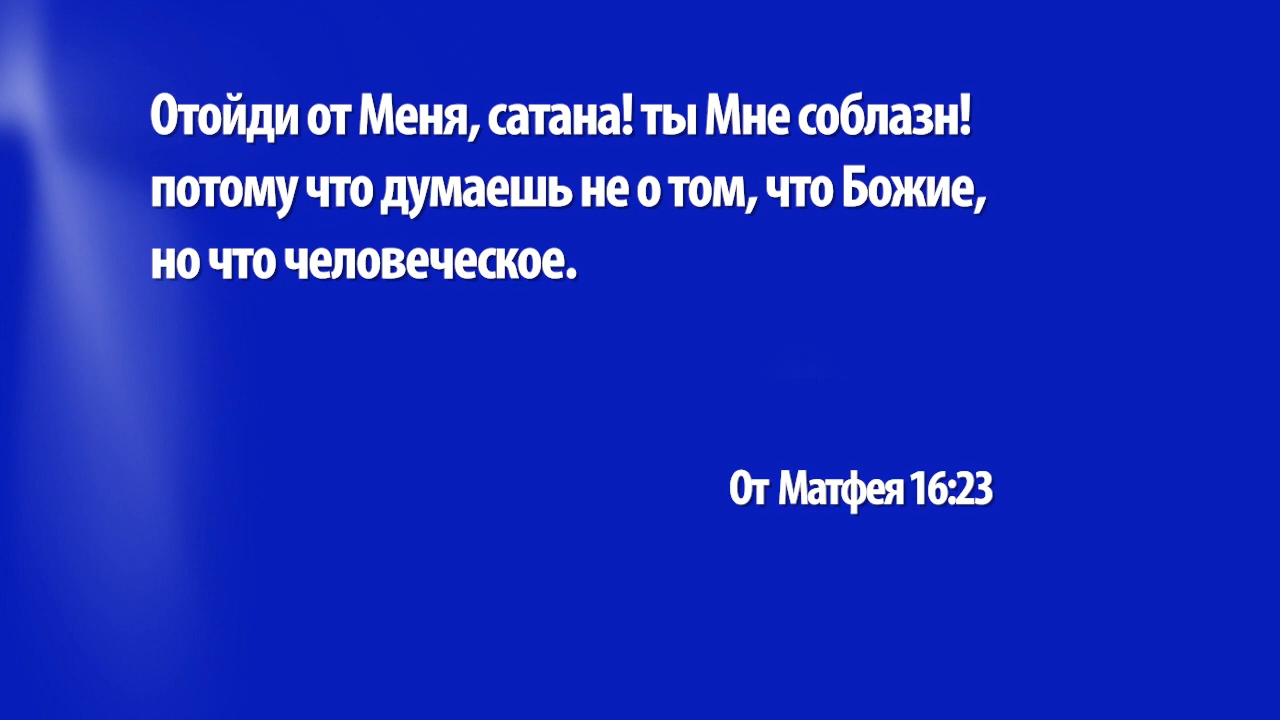 Отойди от Меня, сатана! ты Мне соблазн!
потому что думаешь не о том, что Божие,
но что человеческое.
От Матфея 16:23